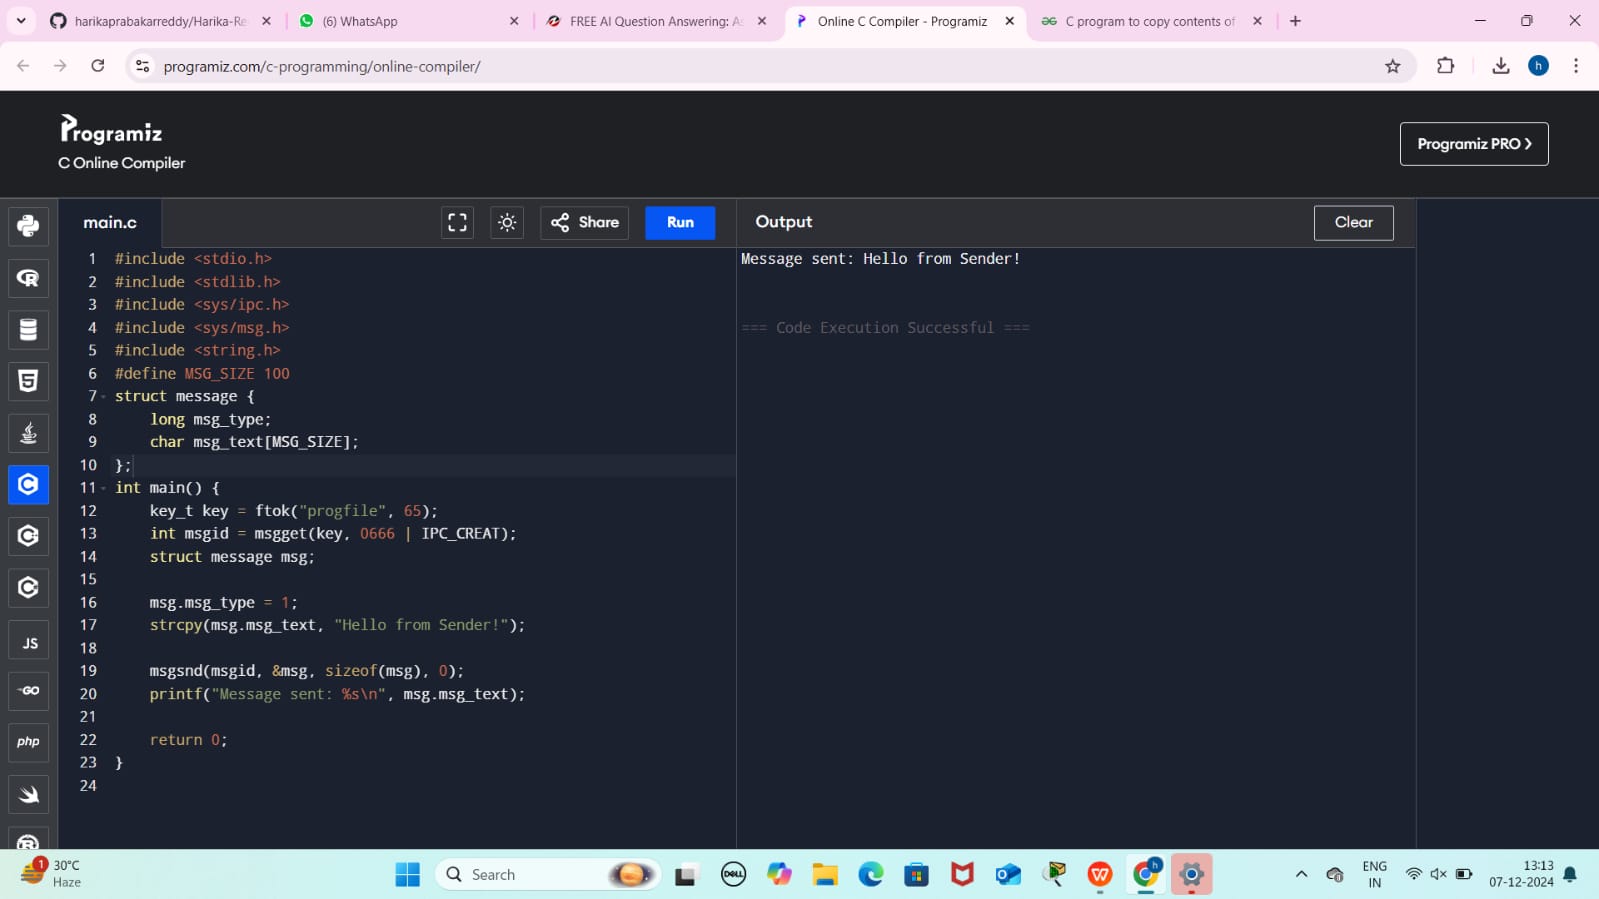 harikaprabakarreddy/Harika-Re
(6) WhatsApp
FREE AI Question Answering: As
Online C Compiler - Programiz
C program to copy contents of
programiz.com/c-programming/online-compiler/
h
Programiz
C Online Compiler
Programiz PRO
main.c
Share
Run
Output
Clear
1 #include <stdio.h>
2 #include <stdlib.h>
3 #include <sys/ipc.h>
4 #include <sys/msg.h>
5 #include <string.h>
6 #define MSG_SIZE 100
7 struct message {
8     long msg_type;
9     char msg_text[MSG_SIZE];
10 };
11 int main() {
12     key_t key = ftok("progfile", 65);
13     int msgid = msgget(key, 0666 | IPC_CREAT);
14     struct message msg;
15
16     msg.msg_type = 1;
17     strcpy(msg.msg_text, "Hello from Sender!");
18
19     msgsnd(msgid, &msg, sizeof(msg), 0);
20     printf("Message sent: %s\n", msg.msg_text);
21
22     return 0;
23 }
24
Message sent: Hello from Sender!
=== Code Execution Successful ===
JS
GO
php
1
30°C
Haze
Search
DELL
h
ENG
IN
13:13
07-12-2024